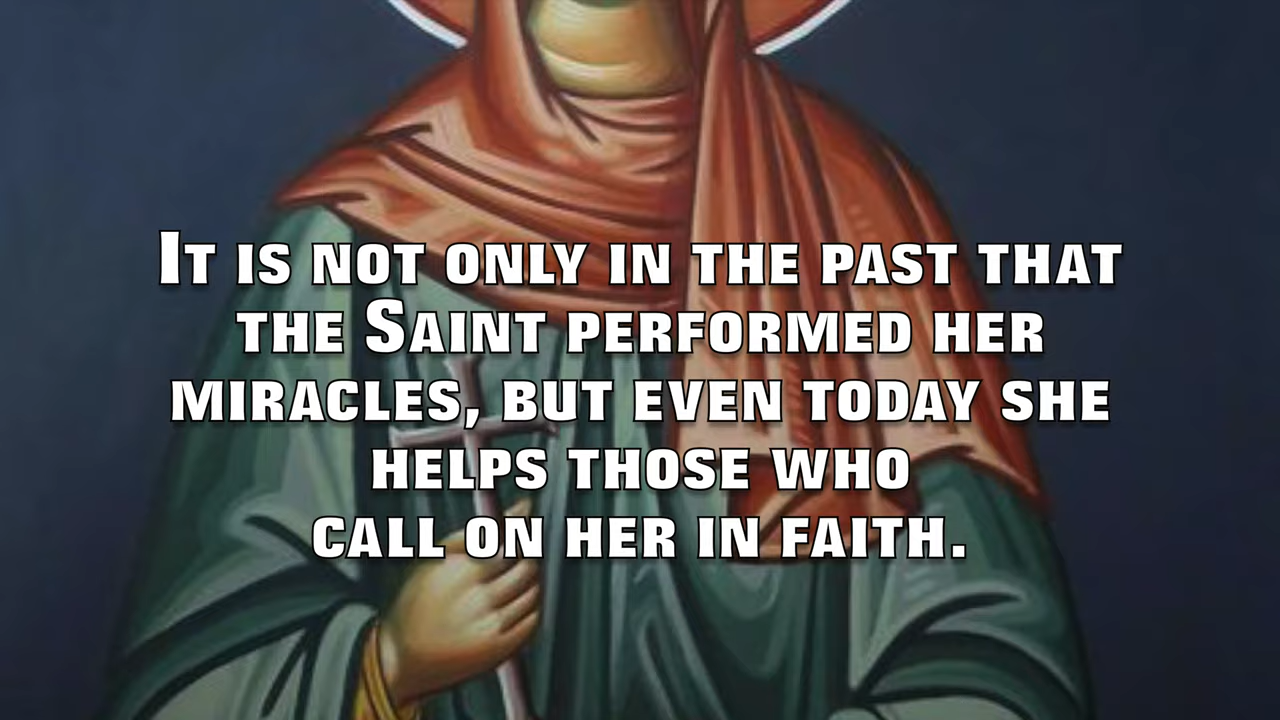 It is not only in the past that
the Saint performed her
miracles, but even today she
helps those who
call on her in faith.